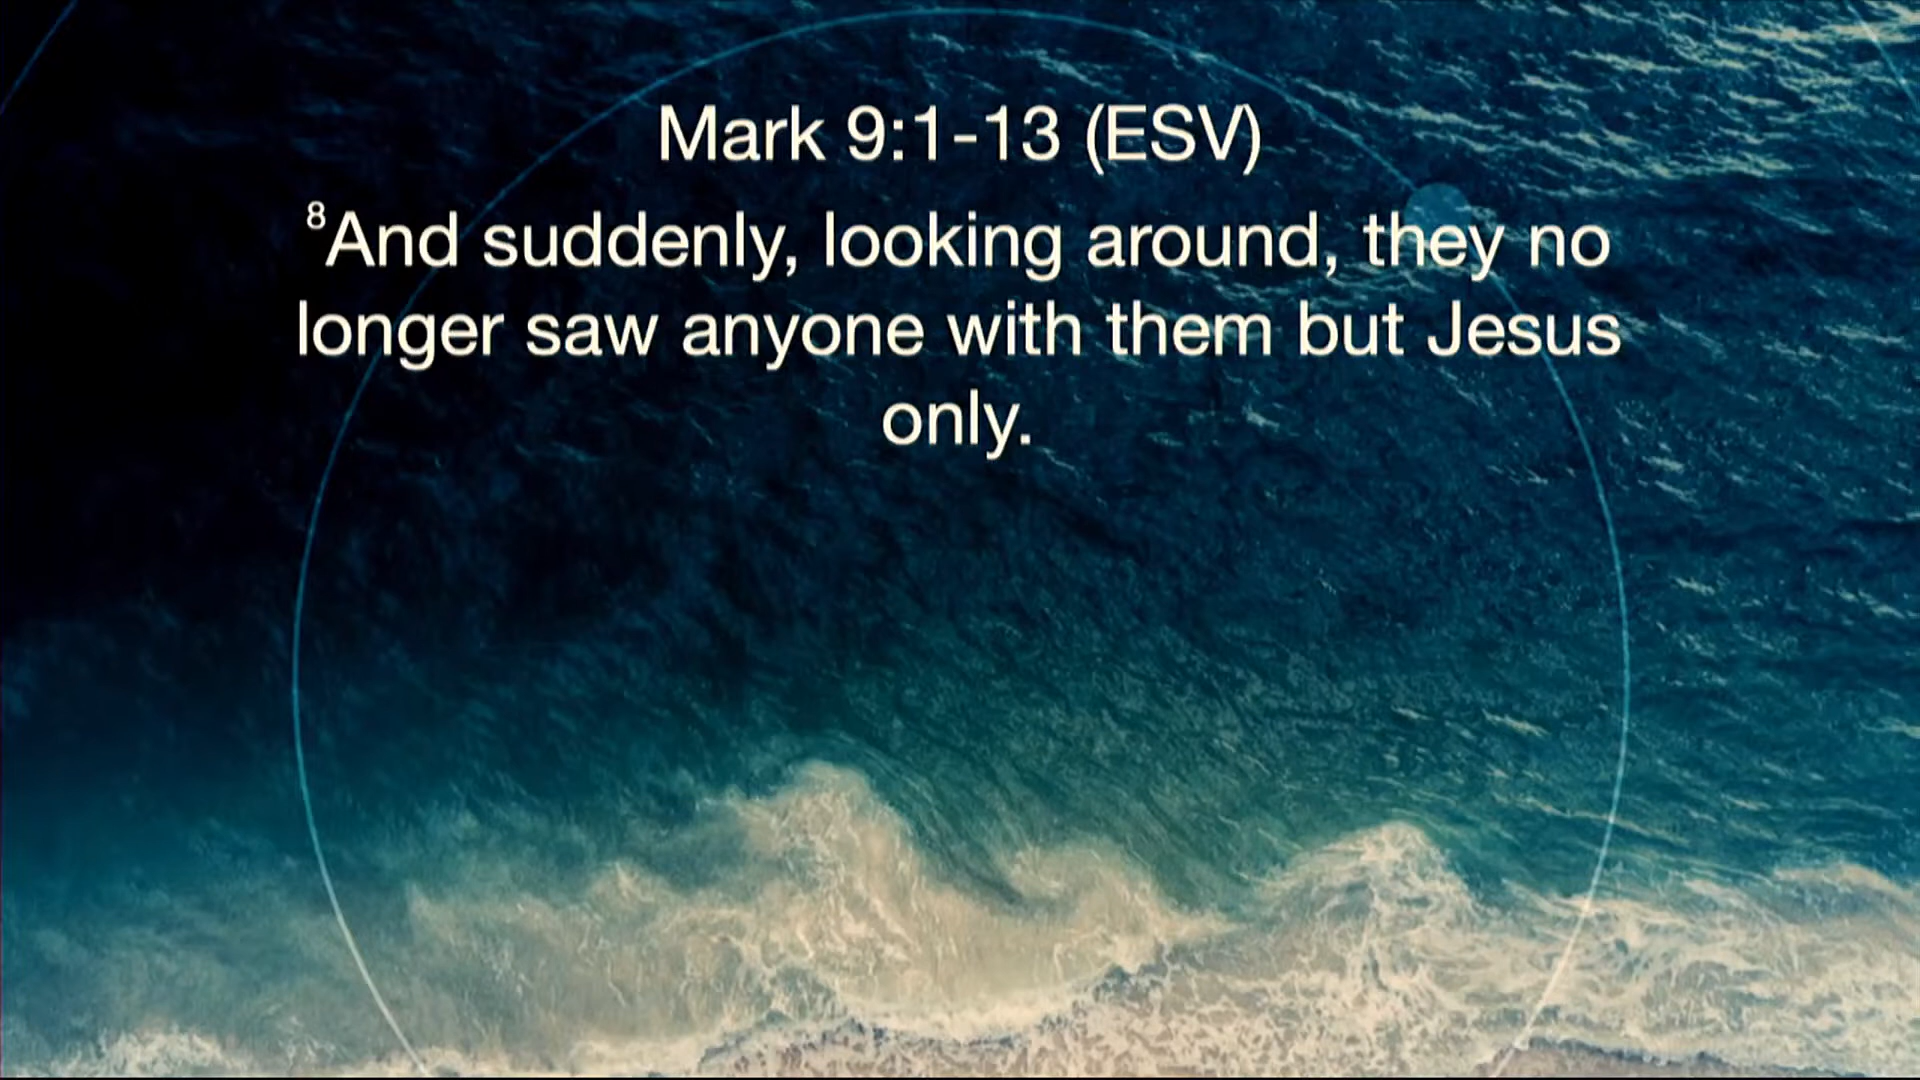 Mark 9:1-13 (ESV)
⁸And suddenly, looking around, they no
longer saw anyone with them but Jesus
only.